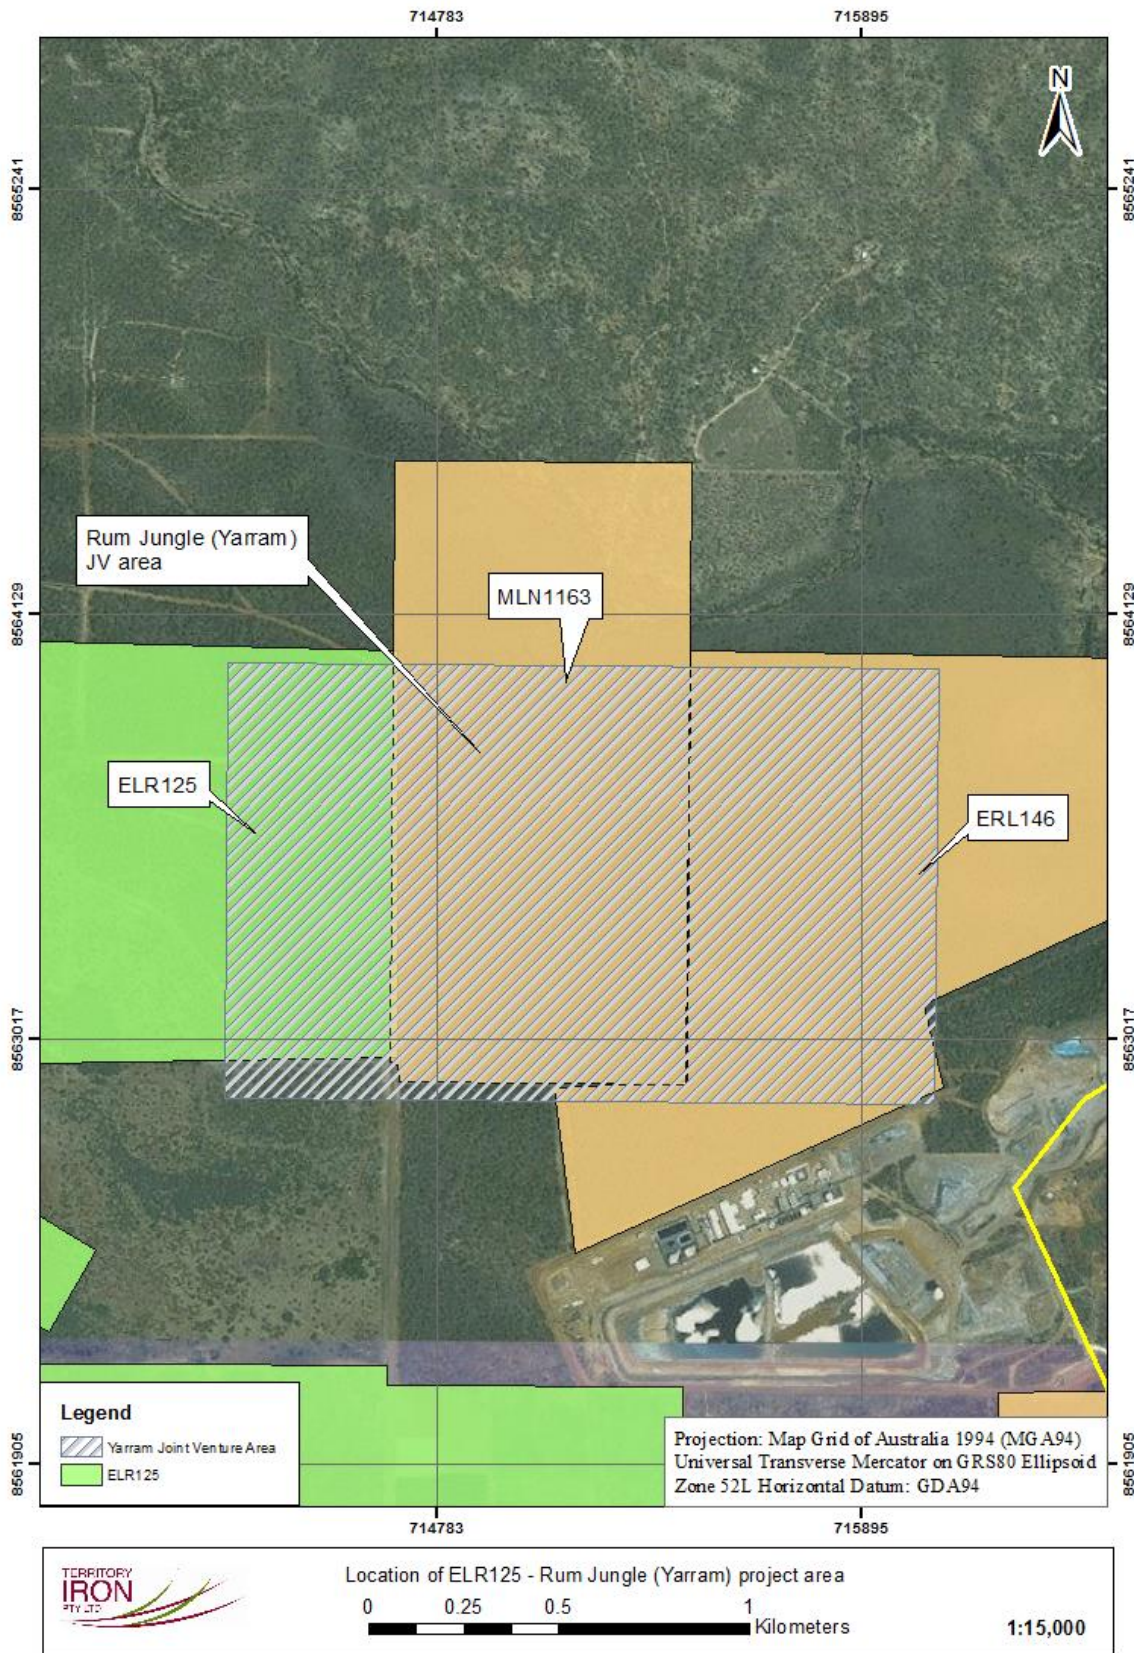 714783
715895
N
8565241
8565241
Rum Jungle (Yarram)
JV area
MLN1163
8564129
8564129
ELR125
ERL146
8563017
8563017
Legend
Yarram Joint Venture Area
ELR125
Projection: Map Grid of Australia 1994 (MGA94)
Universal Transverse Mercator on GRS80 Ellipsoid
Zone 52L Horizontal Datum: GDA94
8561905
8561905
714783
715895
TERRITORY
IRON
PTY LTD
Location of ELR125 - Rum Jungle (Yarram) project area
0 0.25 0.5 1
Kilometers
1:15,000